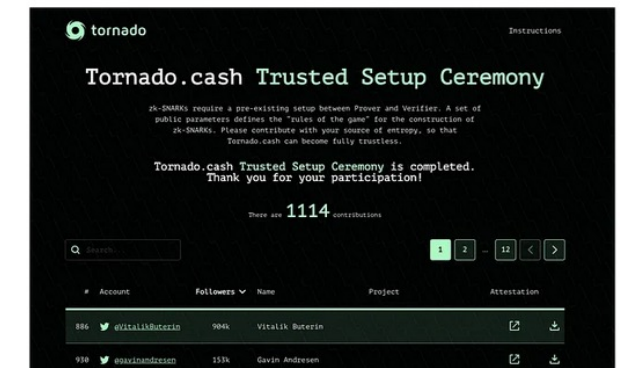 tornado
Instructions
Tornado.cash Trusted Setup Ceremony
zk-SNARKs require a pre-existing setup between Prover and Verifier. A set of
public parameters defines the "rules of the game" for the construction of
zk-SNARKs. Please contribute with your source of entropy, so that
Tornado.cash can become fully trustless.
Tornado.cash Trusted Setup Ceremony is completed.
Thank you for your participation!
There are 1114 contributions
Search...
1 2 … 12 < >
# Account Followers Name Project Attestation
886 @VitalikButerin 904k Vitalik Buterin
930 @gavinandresen 153k Gavin Andresen